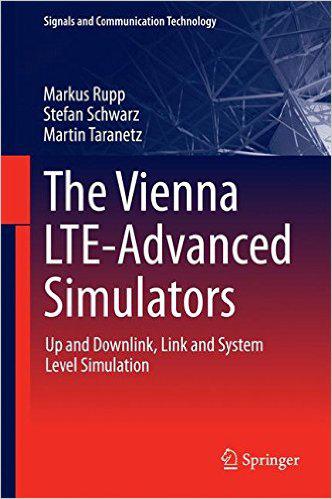 Signals and Communication Technology
Markus Rupp
Stefan Schwarz
Martin Taranetz
The Vienna
LTE-Advanced
Simulators
Up and Downlink, Link and System
Level Simulation
Springer